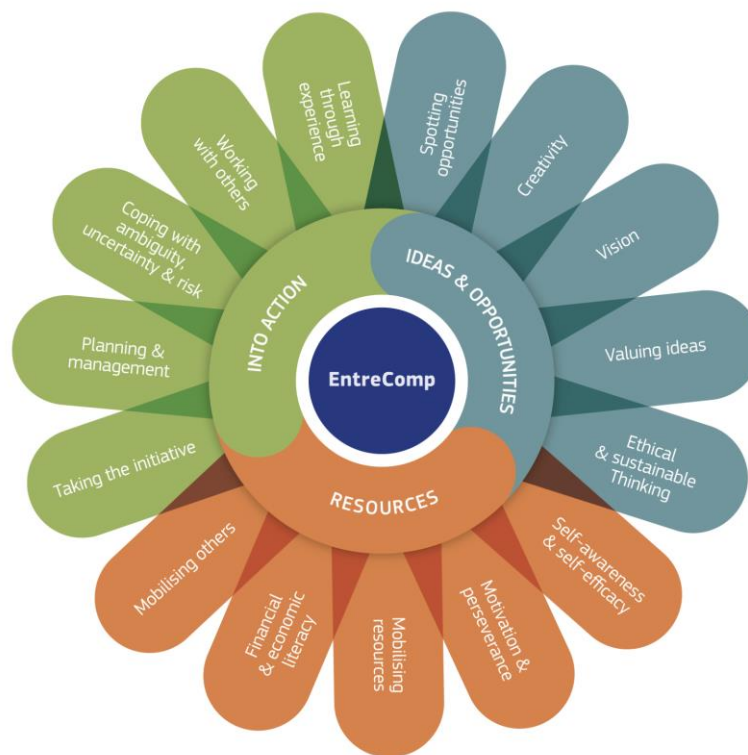 EntreComp
IDEAS & OPPORTUNITIES
Spotting
opportunities
Creativity
Vision
Valuing ideas
Ethical
& sustainable
Thinking
RESOURCES
Self-awareness
& self-efficacy
Motivation &
perseverance
Mobilising
resources
Financial
& economic
literacy
Mobilising others
INTO ACTION
Taking the initiative
Planning &
management
Coping with
ambiguity,
uncertainty & risk
Working
with others
Learning
through
experience